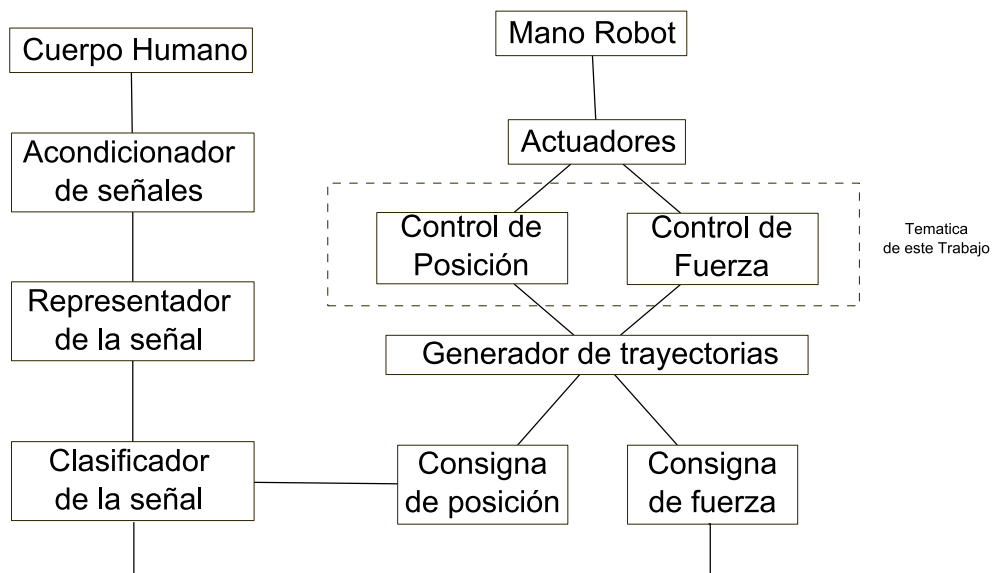 Cuerpo Humano
Acondicionador
de señales
Representador
de la señal
Clasificador
de la señal
Mano Robot
Actuadores
Control de
Posición
Control de
Fuerza
Tematica
de este Trabajo
Generador de trayectorias
Consigna
de posición
Consigna
de fuerza